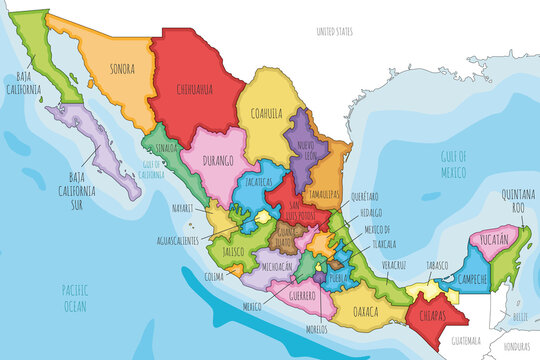 UNITED STATES
BAJA
CALIFORNIA
SONORA
CHIHUAHUA
COAHUILA
SINALOA
GULF OF
CALIFORNIA
DURANGO
NUEVO
LEÓN
TAMAULIPAS
GULF OF
MEXICO
BAJA
CALIFORNIA
SUR
ZACATECAS
SAN
LUIS POTOSÍ
QUERÉTARO
HIDALGO
MEXICO DF
TLAXCALA
NAYARIT
AGUASCALIENTES
GUANA
JUATO
JALISCO
COLIMA
MICHOACÁN
MEXICO
GUERRERO
MORELOS
PUEBLA
VERACRUZ
OAXACA
TABASCO
CHIAPAS
CAMPECHE
YUCATÁN
QUINTANA
ROO
BELIZE
GUATEMALA
HONDURAS
PACIFIC
OCEAN